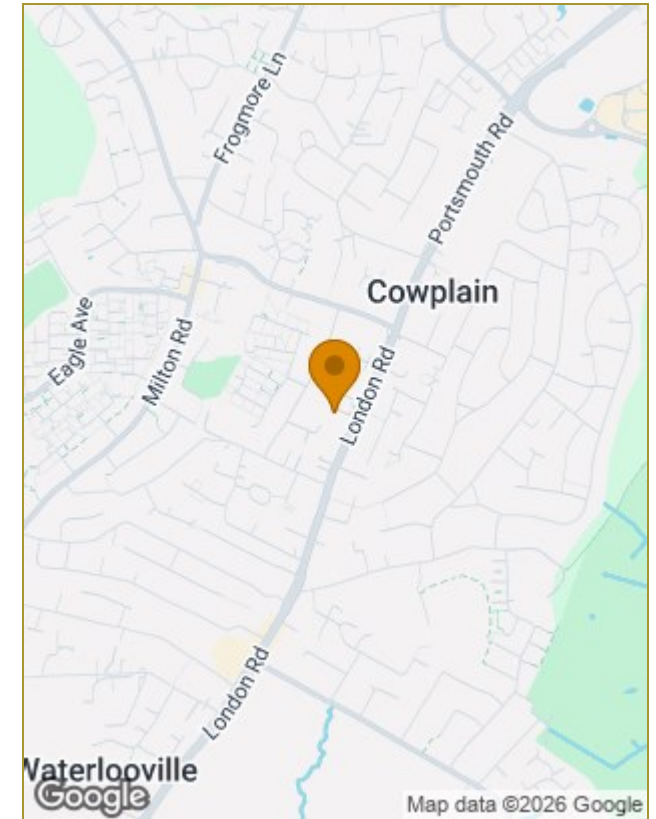 Frogmore Ln
Portsmouth Rd
Cowplain
Eagle Ave
Milton Rd
London Rd
London Rd
Waterlooville
Google
Map data ©2026 Google